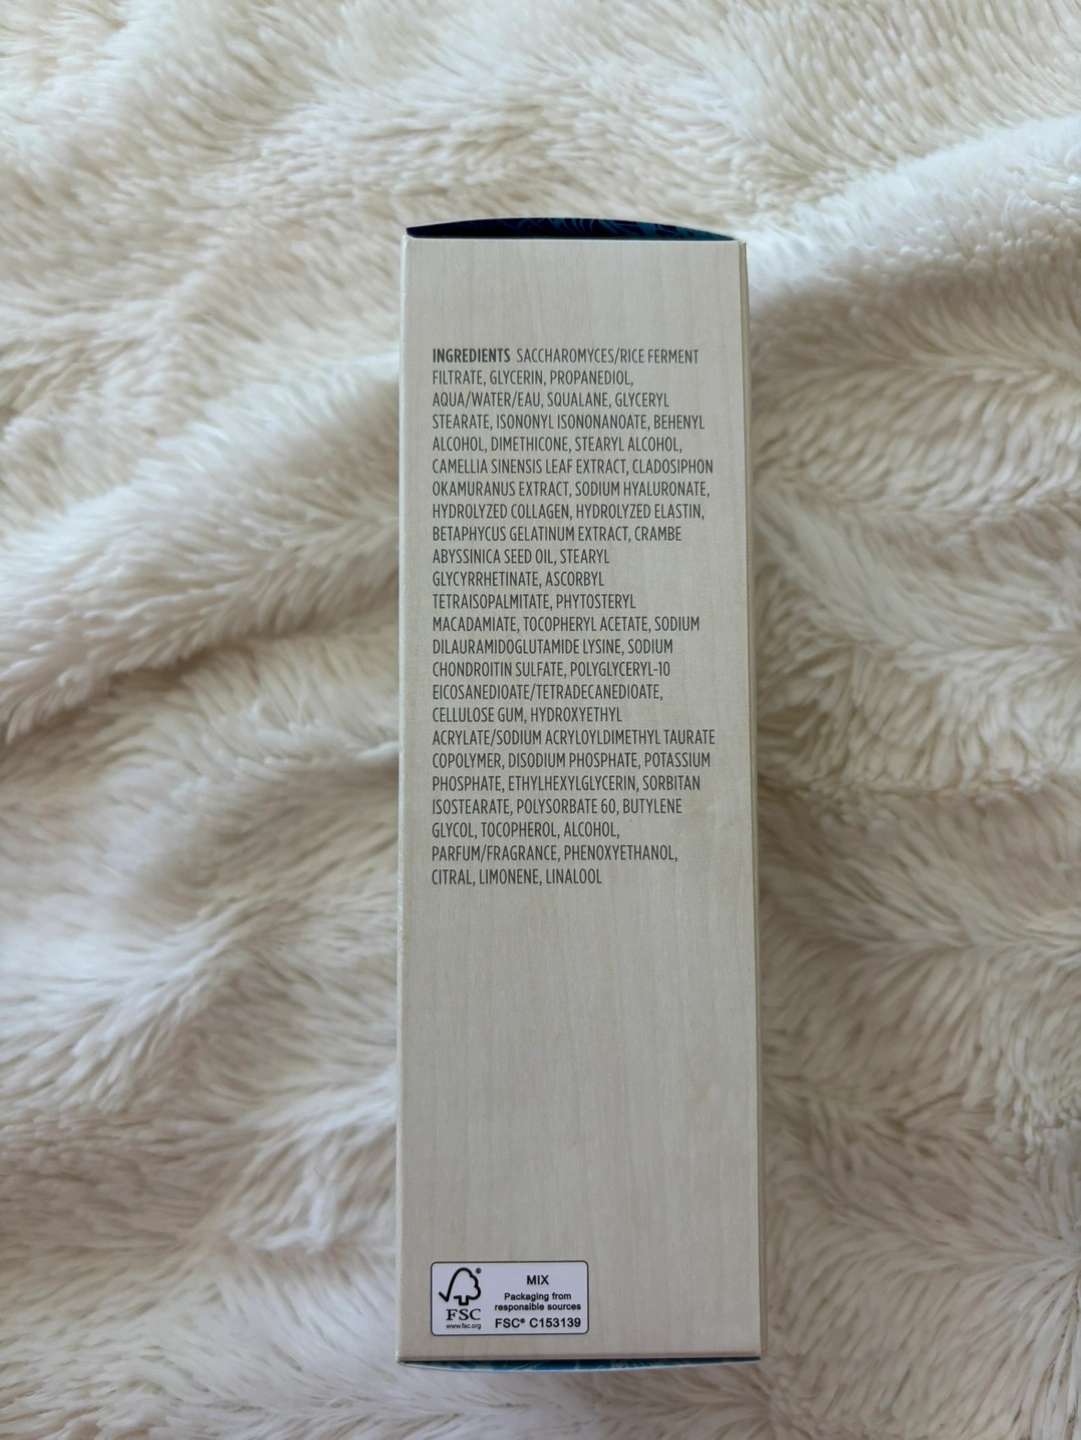 INGREDIENTS SACCHAROMYCES/RICE FERMENT
FILTRATE, GLYCERIN, PROPANEDIOL,
AQUA/WATER/EAU, SQUALANE, GLYCERYL
STEARATE, ISONONYL ISONONANOATE, BEHENYL
ALCOHOL, DIMETHICONE, STEARYL ALCOHOL,
CAMELLIA SINENSIS LEAF EXTRACT, CLADOSIPHON
OKAMURANUS EXTRACT, SODIUM HYALURONATE,
HYDROLYZED COLLAGEN, HYDROLYZED ELASTIN,
BETAPHYCUS GELATINUM EXTRACT, CRAMBE
ABYSSINICA SEED OIL, STEARYL
GLYCYRRHETINATE, ASCORBYL
TETRAISOPALMITATE, PHYTOSTERYL
MACADAMIATE, TOCOPHERYL ACETATE, SODIUM
DILAURAMIDOGLUTAMIDE LYSINE, SODIUM
CHONDROITIN SULFATE, POLYGLYCERYL-10
EICOSANEDIOATE/TETRADECANEDIOATE,
CELLULOSE GUM, HYDROXYETHYL
ACRYLATE/SODIUM ACRYLOYLDIMETHYL TAURATE
COPOLYMER, DISODIUM PHOSPHATE, POTASSIUM
PHOSPHATE, ETHYLHEXYLGLYCERIN, SORBITAN
ISOSTEARATE, POLYSORBATE 60, BUTYLENE
GLYCOL, TOCOPHEROL, ALCOHOL,
PARFUM/FRAGRANCE, PHENOXYETHANOL,
CITRAL, LIMONENE, LINALOOL
®
FSC
www.fsc.org
MIX
Packaging from
responsible sources
FSC® C153139